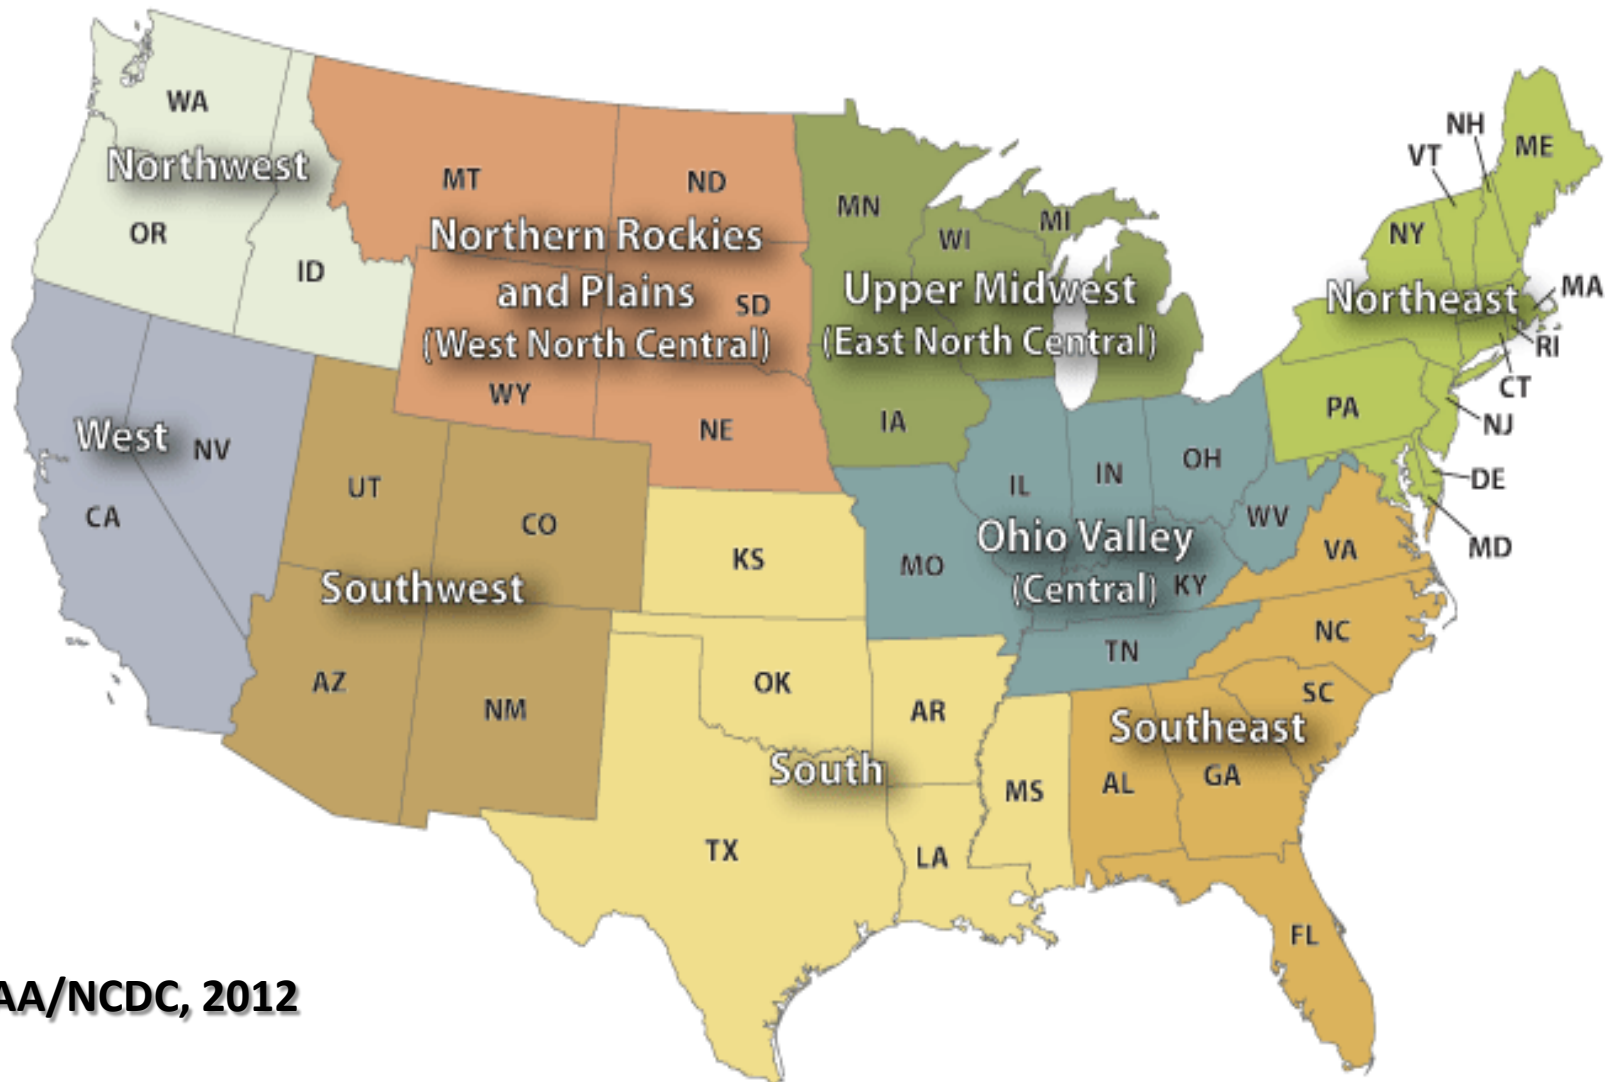 WA
Northwest
OR
ID
MT
ND
Northern Rockies
and Plains
SD
(West North Central)
WY
NE
MN
WI
MI
Upper Midwest
(East North Central)
IA
NH
VT
ME
NY
MA
Northeast
RI
CT
PA
NJ
DE
MD
West
NV
CA
UT
CO
Southwest
AZ
NM
KS
OK
AR
South
MS
TX
LA
IL
IN
OH
WV
Ohio Valley
MO
(Central)
KY
TN
VA
NC
SC
Southeast
AL
GA
FL
AA/NCDC, 2012